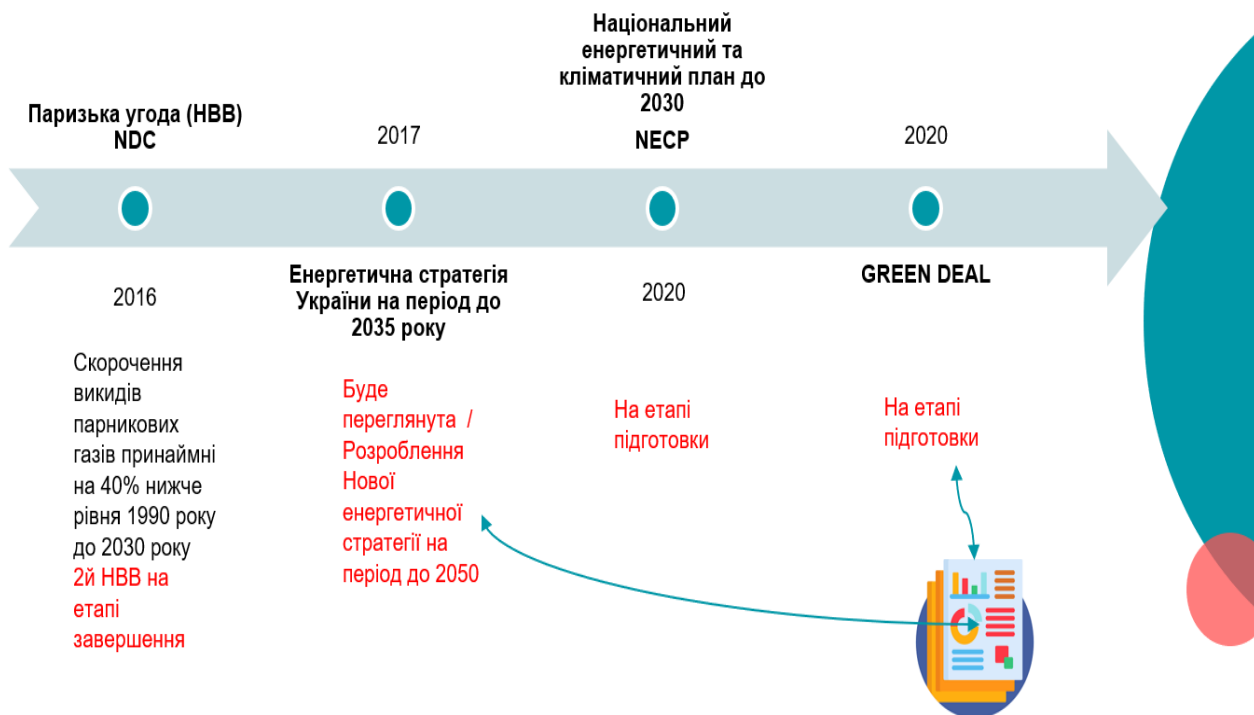 Паризька угода (НВВ)
NDC
2016
Скорочення
викидів
парникових
газів принаймні
на 40% нижче
рівня 1990 року
до 2030 року
2й НВВ на
етапі
завершення
2017
Енергетична стратегія
України на період до
2035 року
Буде
переглянута /
Розроблення
Нової
енергетичної
стратегії на
період до 2050
Національний
енергетичний та
кліматичний план до
2030
NECP
2020
На етапі
підготовки
2020
GREEN DEAL
На етапі
підготовки